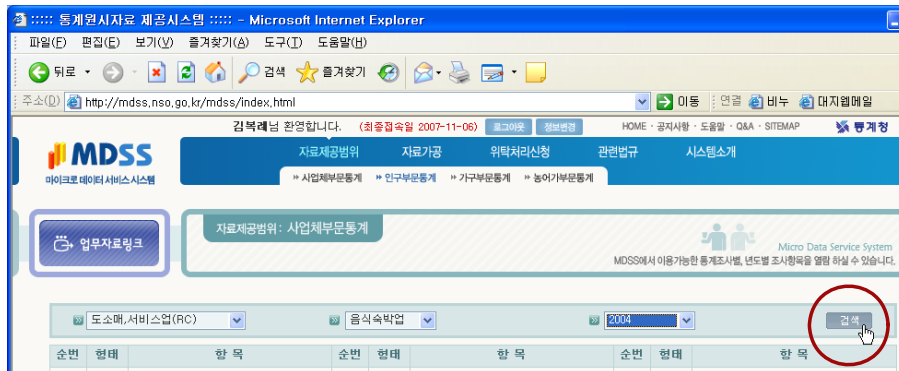 ::::: 통계원시자료 제공시스템 ::::: - Microsoft Internet Explorer
파일(F) 편집(E) 보기(V) 즐겨찾기(A) 도구(T) 도움말(H)
뒤로 검색 즐겨찾기
주소(D) http://mdss.nso.go.kr/mdss/index.html 이동 연결 비누 대지웹메일
김복례님 환영합니다. (최종접속일 2007-11-06) 로그아웃 정보변경 HOME · 공지사항 · 도움말 · Q&A · SITEMAP 통계청
MDSS
마이크로 데이터 서비스 시스템
자료제공범위 자료가공 위탁처리신청 관련법규 시스템소개
사업체부문통계 인구부문통계 가구부문통계 농어가부문통계
업무자료링크
자료제공범위 : 사업체부문통계
Micro Data Service System
MDSS에서 이용가능한 통계조사별, 년도별 조사항목을 열람 하실 수 있습니다.
도소매,서비스업(RC) 음식숙박업 2004 검색
순번 형태 항 목 순번 형태 항 목 순번 형태 항 목